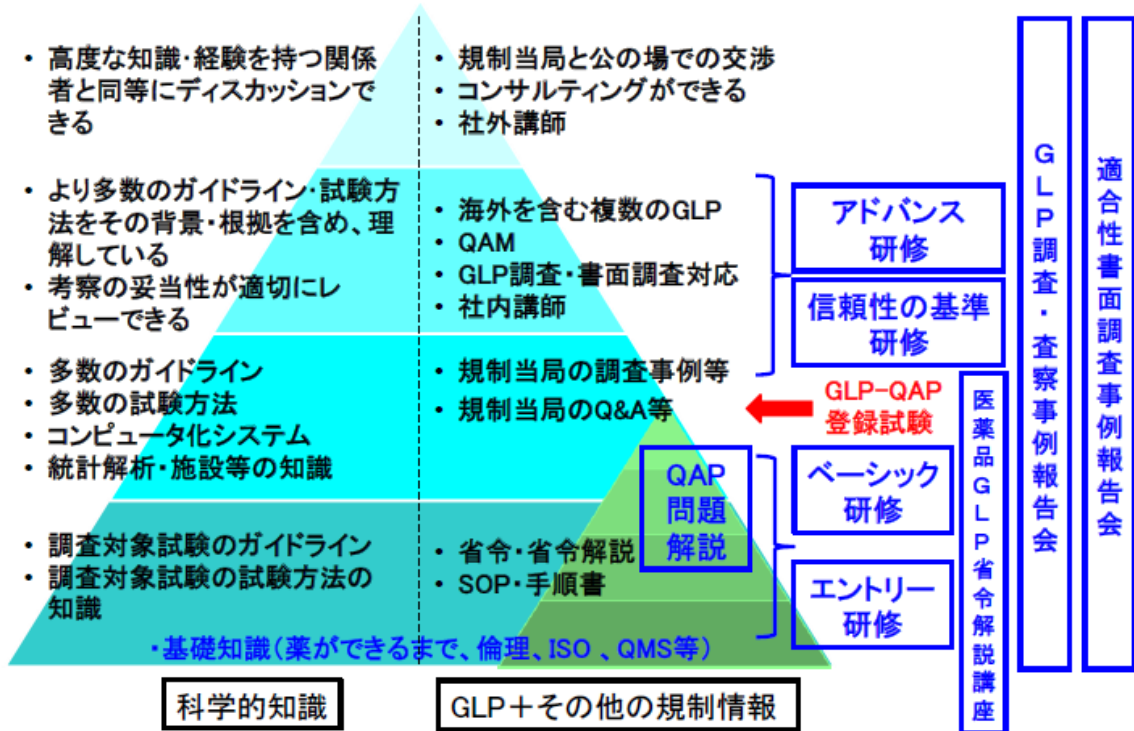 ・高度な知識・経験を持つ関係
者と同等にディスカッションで
きる
・規制当局と公の場での交渉
・コンサルティングができる
・社外講師
・より多数のガイドライン・試験方
法をその背景・根拠を含め、理
解している
・考察の妥当性が適切にレ
ビューできる
・海外を含む複数のGLP
・QAM
・GLP調査・書面調査対応
・社内講師
・多数のガイドライン
・多数の試験方法
・コンピュータ化システム
・統計解析・施設等の知識
・規制当局の調査事例等
・規制当局のQ&A等
・調査対象試験のガイドライン
・調査対象試験の試験方法の
知識
・省令・省令解説
・SOP・手順書
・基礎知識(薬ができるまで、倫理、ISO 、QMS等)
科学的知識
GLP+その他の規制情報
QAP
問題
解説
アドバンス
研修
信頼性の基準
研修
GLP-QAP
登録試験
ベーシック
研修
エントリー
研修
医薬品GLP省令解説講座
GLP調査・査察事例報告会
適合性書面調査事例報告会